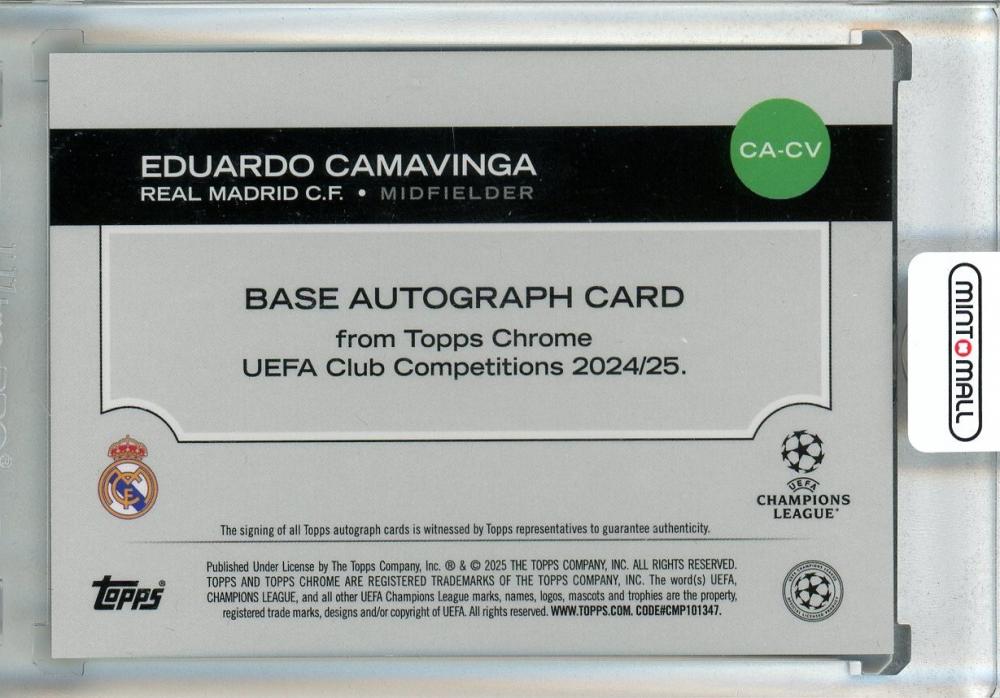 EDUARDO CAMAVINGA
REAL MADRID C.F. • MIDFIELDER
CA-CV
BASE AUTOGRAPH CARD
from Topps Chrome
UEFA Club Competitions 2024/25.
UEFA
CHAMPIONS
LEAGUE®
The signing of all Topps autograph cards is witnessed by Topps representatives to guarantee authenticity.
Published Under License by The Topps Company, Inc. ® & © 2025 THE TOPPS COMPANY, INC. ALL RIGHTS RESERVED.
TOPPS AND TOPPS CHROME ARE REGISTERED TRADEMARKS OF THE TOPPS COMPANY, INC. The word(s) UEFA,
CHAMPIONS LEAGUE, and all other UEFA Champions League marks, names, logos, mascots and trophies are the property,
registered trade marks, designs and/or copyright of UEFA. All rights reserved. WWW.TOPPS.COM. CODE#CMP101347.
Topps®
MINT MALL